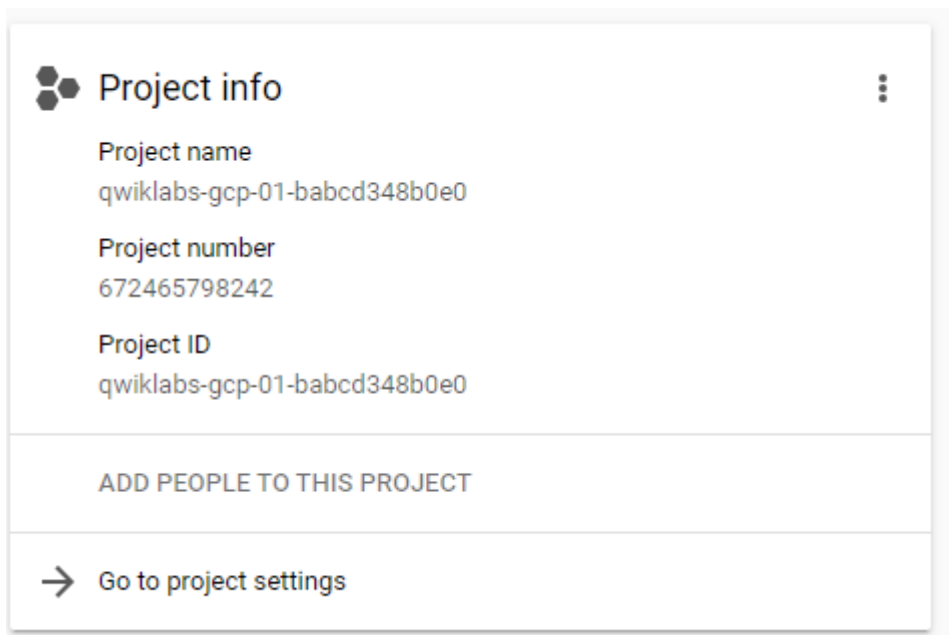 Project info
Project name
qwiklabs-gcp-01-babcd348b0e0
Project number
672465798242
Project ID
qwiklabs-gcp-01-babcd348b0e0
ADD PEOPLE TO THIS PROJECT
Go to project settings